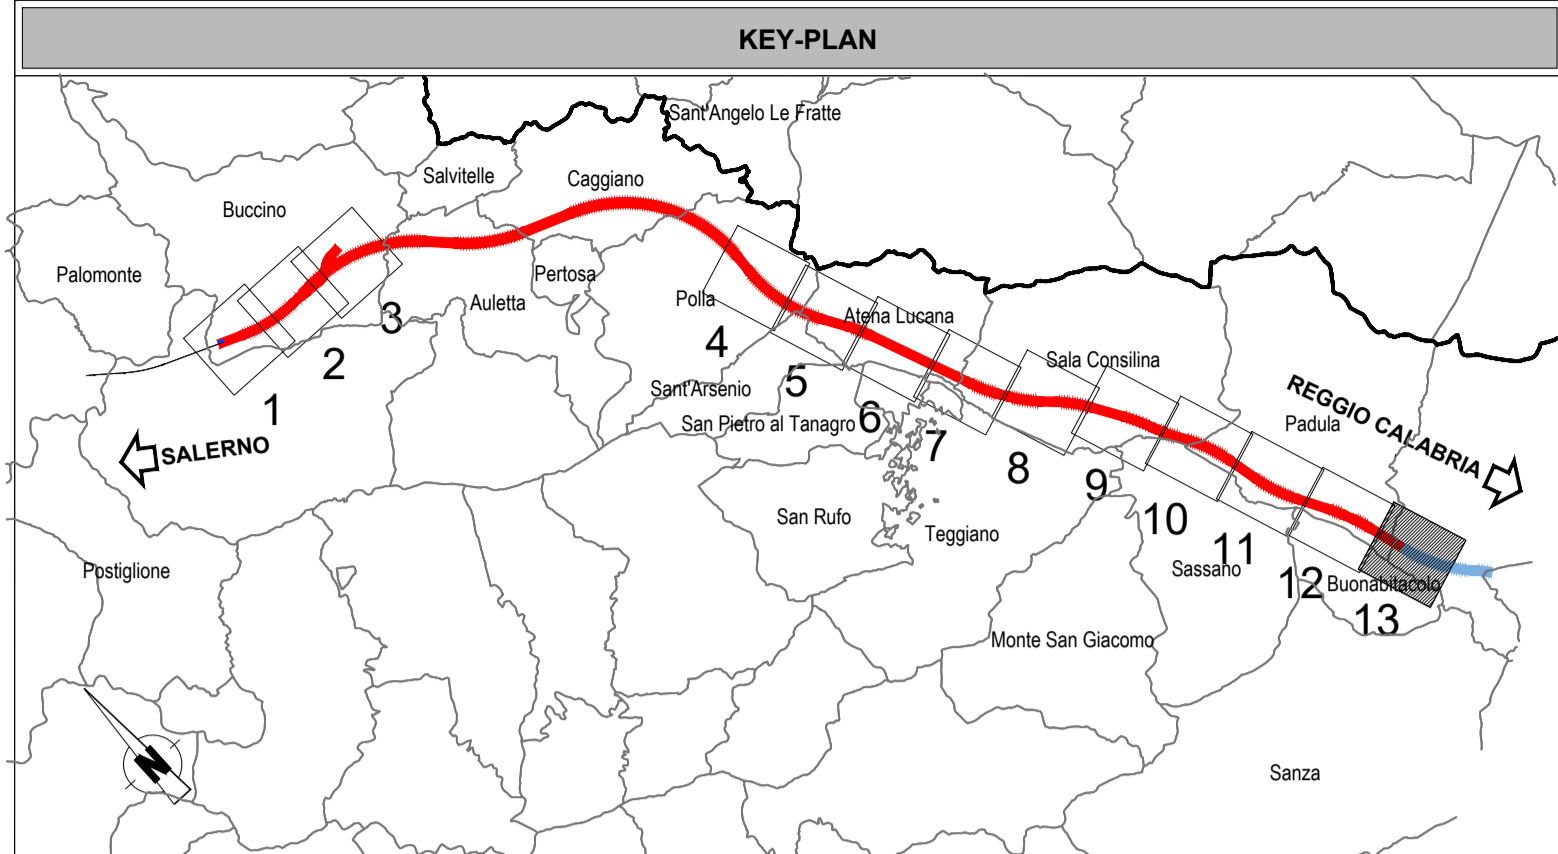 KEY-PLAN
Sant'Angelo Le Fratte
Salvitelle
Caggiano
Buccino
Palomonte
Pertosa
Auletta
Polla
Atena Lucana
3
4
2
5
Sala Consilina
Sant'Arsenio
REGGIO CALABRIA
1
6
San Pietro al Tanagro
Padula
7
SALERNO
8
9
San Rufo
10
Teggiano
11
Postiglione
Sassano
12
Buonabitacolo
13
Monte San Giacomo
N
Sanza